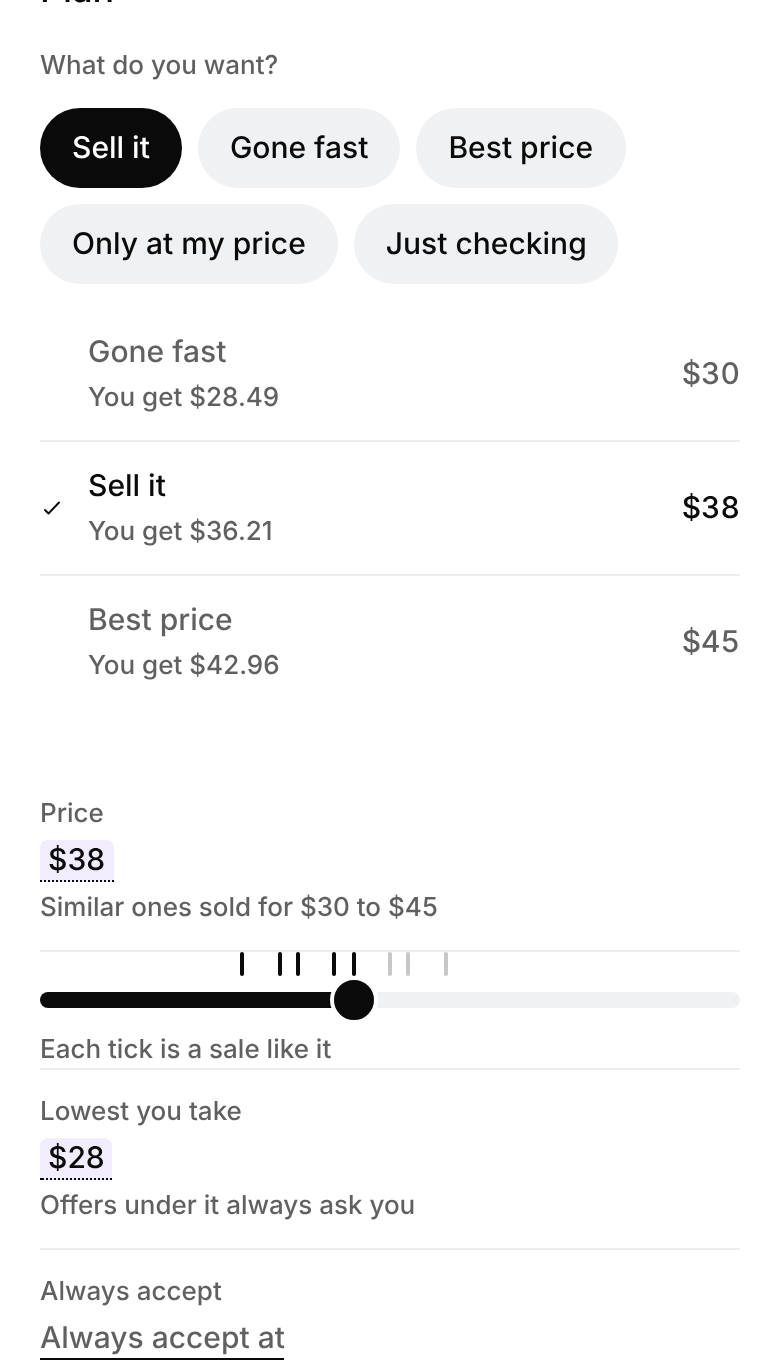 What do you want?
Sell it
Gone fast
Best price
Only at my price
Just checking
Gone fast
You get $28.49
$30
Sell it
You get $36.21
$38
Best price
You get $42.96
$45
Price
$38
Similar ones sold for $30 to $45
Each tick is a sale like it
Lowest you take
$28
Offers under it always ask you
Always accept
Always accept at